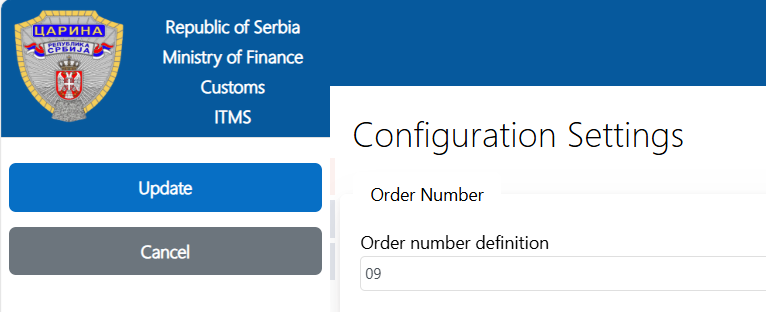 ЦАРИНА
РЕПУБЛИКА
СРБИЈА
Republic of Serbia
Ministry of Finance
Customs
ITMS
Update
Cancel
Configuration Settings
Order Number
Order number definition
09